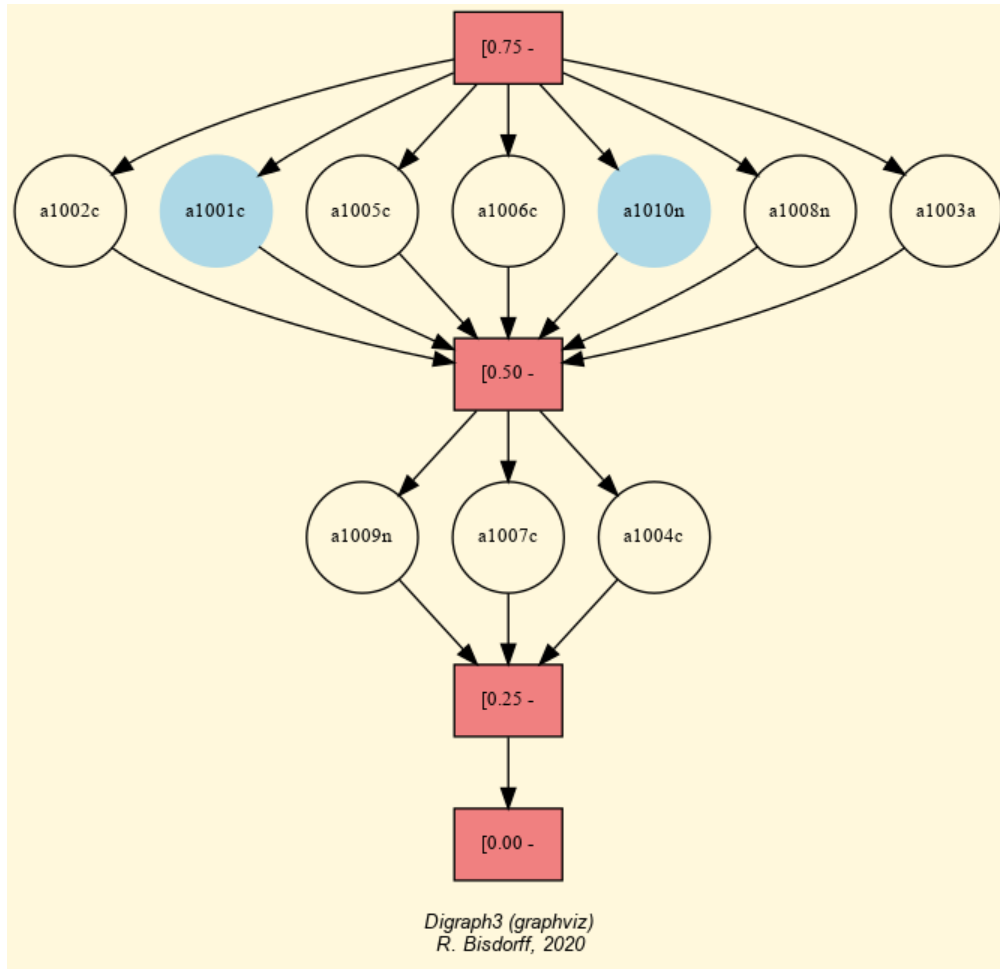 [0.75 -
a1002c
a1001c
a1005c
a1006c
a1010n
a1008n
a1003a
[0.50 -
a1009n
a1007c
a1004c
[0.25 -
[0.00 -
Digraph3 (graphviz)
R. Bisdorff, 2020